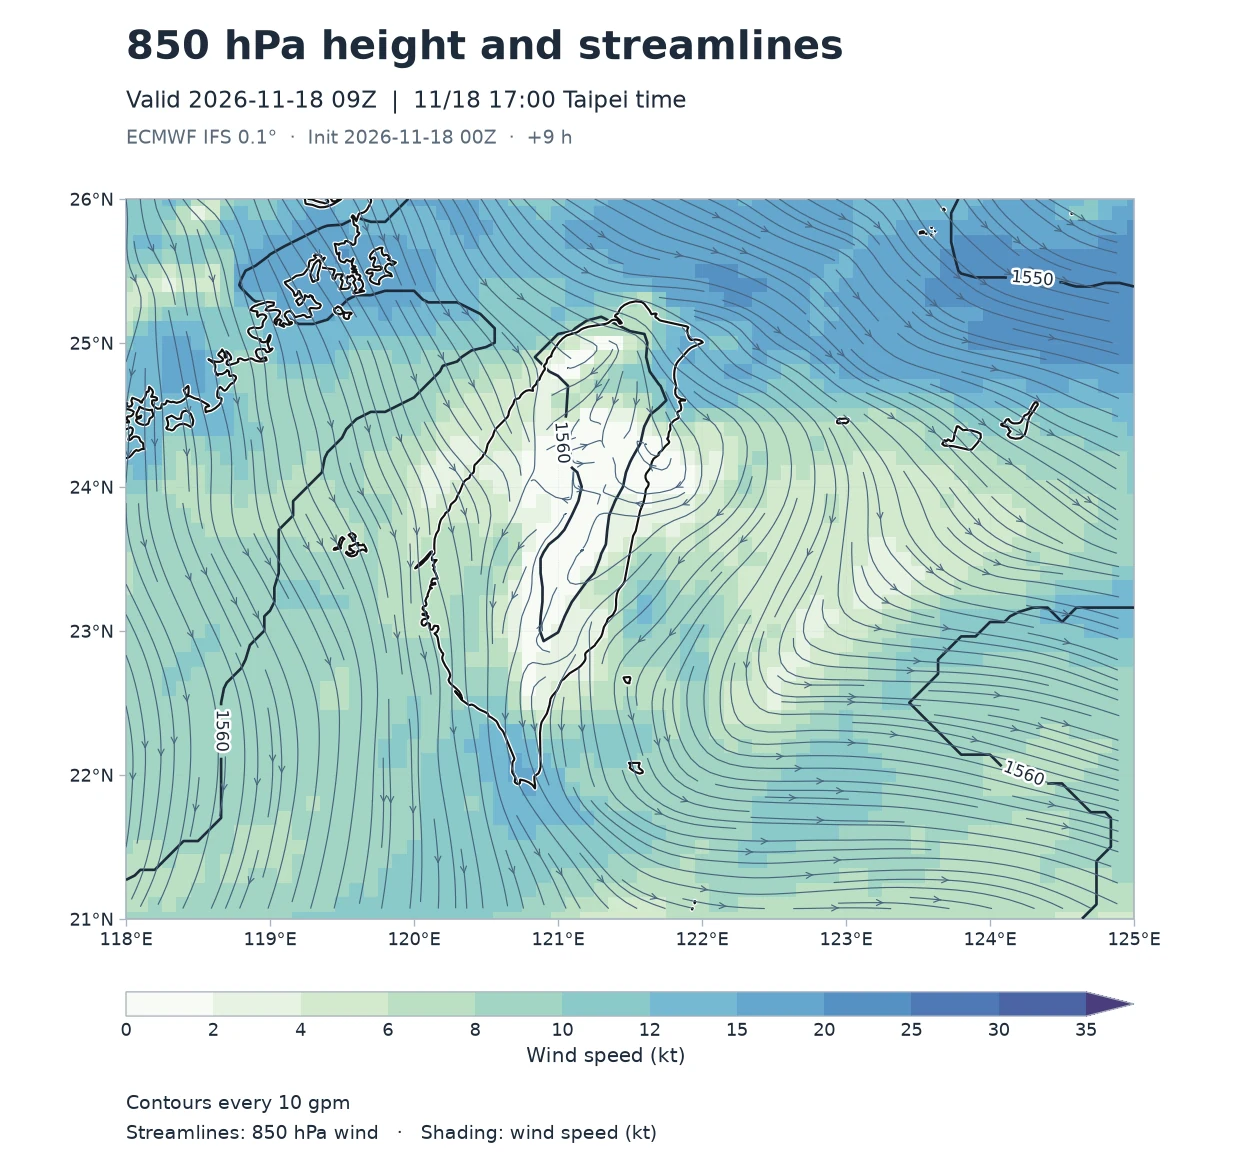 850 hPa height and streamlines
Valid 2026-11-18 09Z | 11/18 17:00 Taipei time
ECMWF IFS 0.1° · Init 2026-11-18 00Z · +9 h
26°N
1550
25°N
1560
24°N
23°N
1560
22°N
1560
21°N
118°E 119°E 120°E 121°E 122°E 123°E 124°E 125°E
0 2 4 6 8 10 12 15 20 25 30 35
Wind speed (kt)
Contours every 10 gpm
Streamlines: 850 hPa wind · Shading: wind speed (kt)